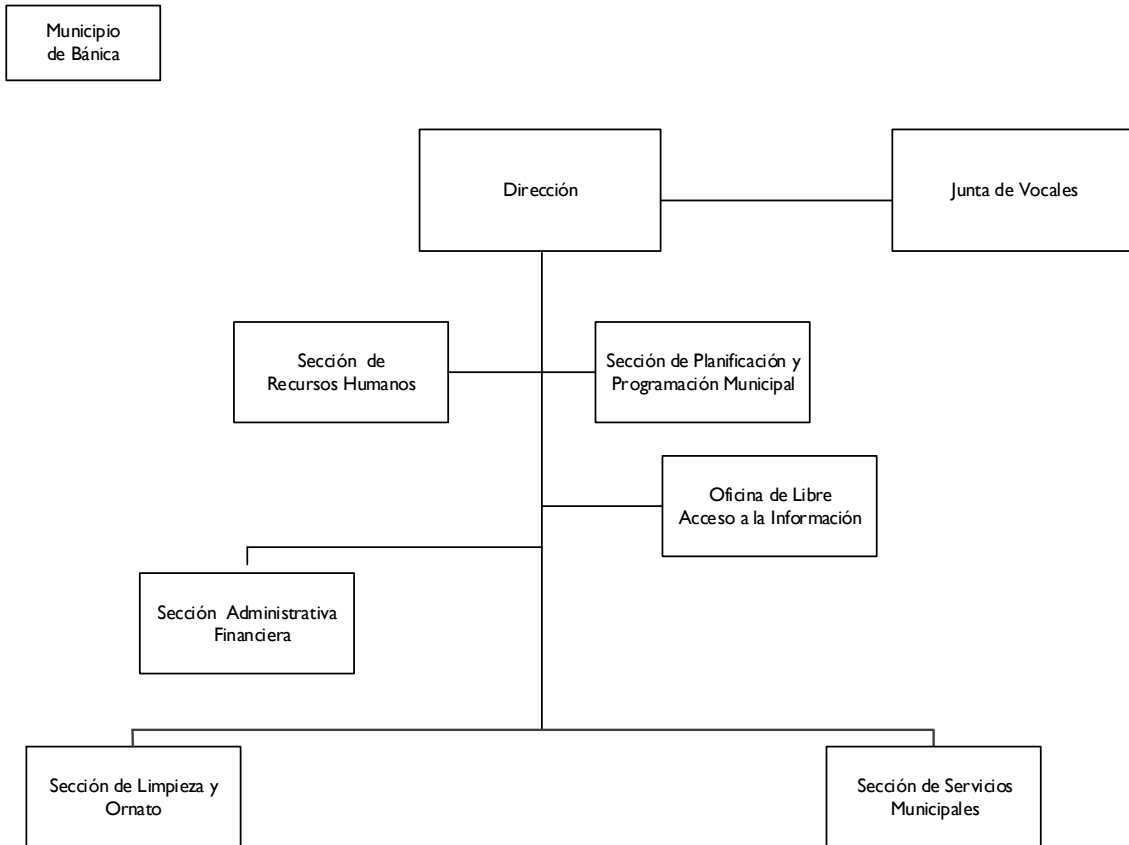 Municipio
de Bánica
Dirección
Junta de Vocales
Sección de
Recursos Humanos
Sección de Planificación y
Programación Municipal
Oficina de Libre
Acceso a la Información
Sección Administrativa
Financiera
Sección de Limpieza y
Ornato
Sección de Servicios
Municipales